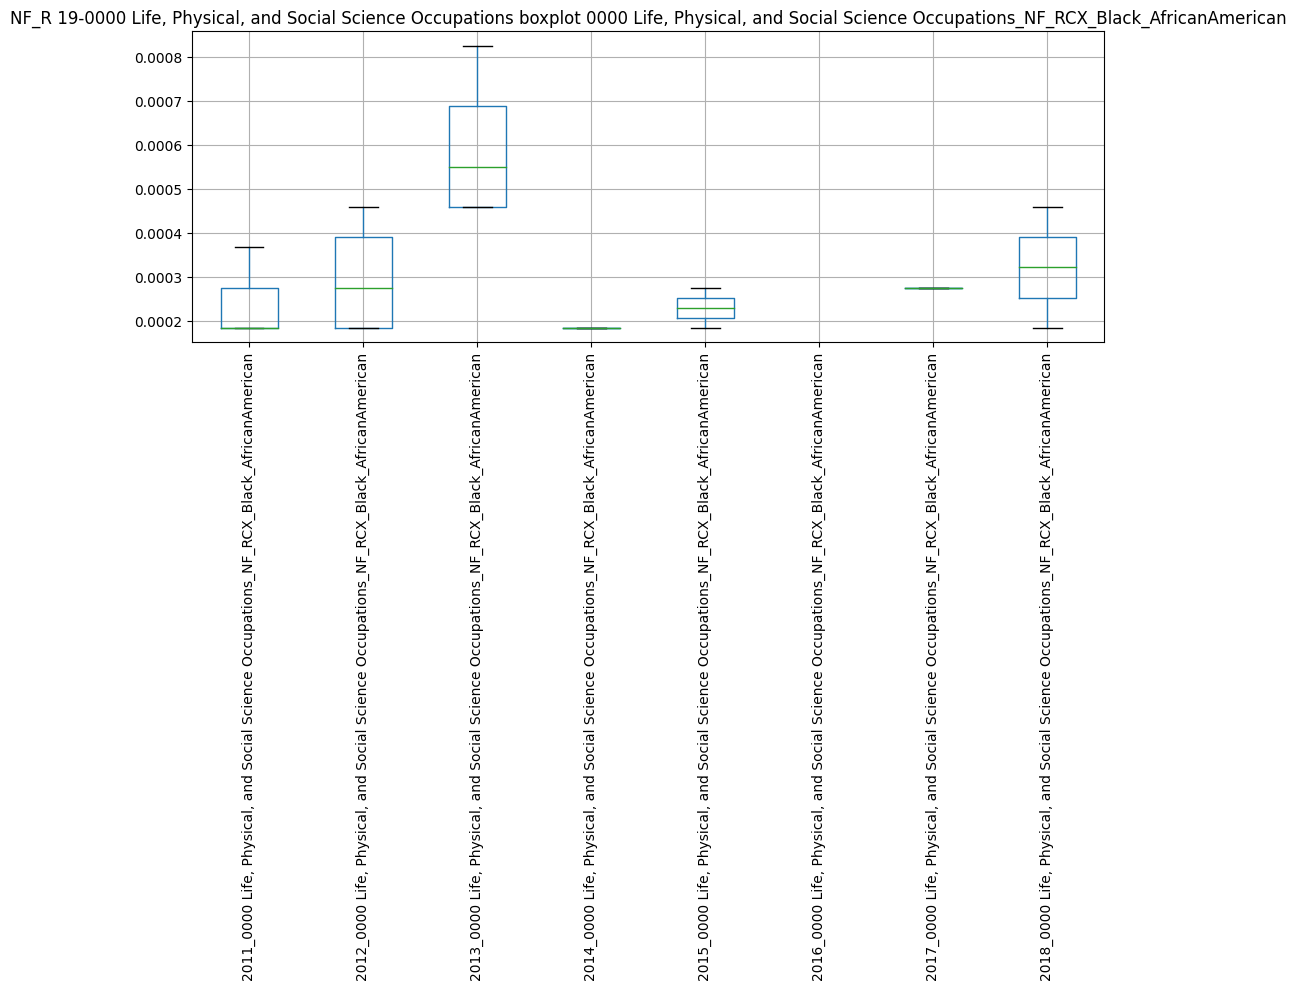 NF_R 19-0000 Life, Physical, and Social Science Occupations boxplot 0000 Life, Physical, and Social Science Occupations_NF_RCX_Black_AfricanAmerican
0.0008
0.0007
0.0006
0.0005
0.0004
0.0003
0.0002
2011_0000 Life, Physical, and Social Science Occupations_NF_RCX_Black_AfricanAmerican
2012_0000 Life, Physical, and Social Science Occupations_NF_RCX_Black_AfricanAmerican
2013_0000 Life, Physical, and Social Science Occupations_NF_RCX_Black_AfricanAmerican
2014_0000 Life, Physical, and Social Science Occupations_NF_RCX_Black_AfricanAmerican
2015_0000 Life, Physical, and Social Science Occupations_NF_RCX_Black_AfricanAmerican
2016_0000 Life, Physical, and Social Science Occupations_NF_RCX_Black_AfricanAmerican
2017_0000 Life, Physical, and Social Science Occupations_NF_RCX_Black_AfricanAmerican
2018_0000 Life, Physical, and Social Science Occupations_NF_RCX_Black_AfricanAmerican